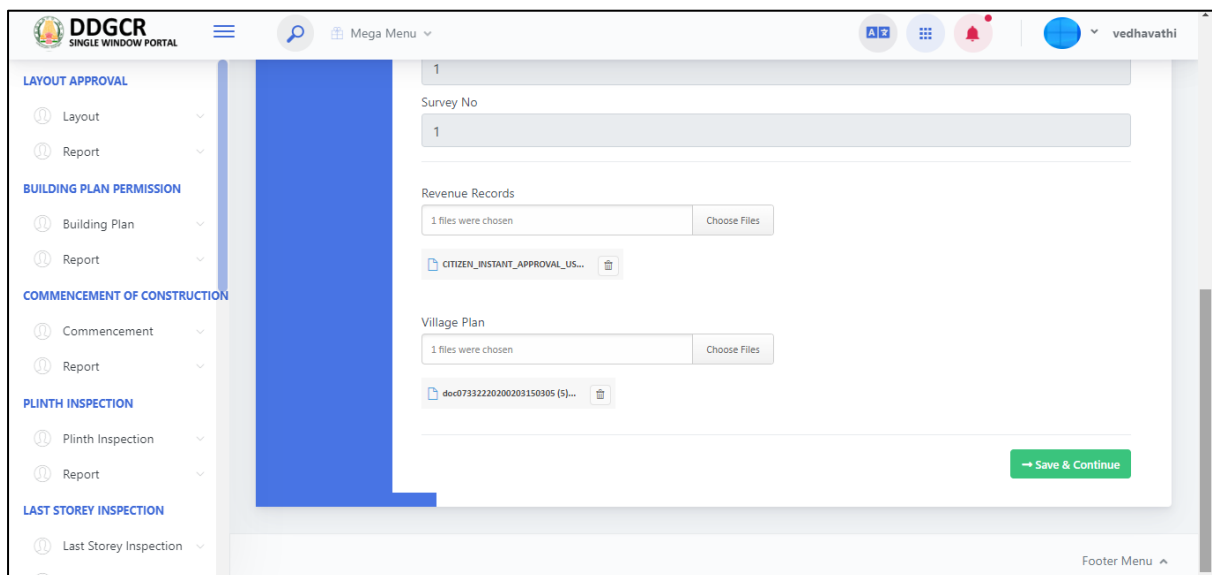 DDGCR
SINGLE WINDOW PORTAL
Mega Menu
vedhavathi
LAYOUT APPROVAL
Layout
Report
BUILDING PLAN PERMISSION
Building Plan
Report
COMMENCEMENT OF CONSTRUCTION
Commencement
Report
PLINTH INSPECTION
Plinth Inspection
Report
LAST STOREY INSPECTION
Last Storey Inspection
1
Survey No
1
Revenue Records
1 files were chosen
Choose Files
CITIZEN_INSTANT_APPROVAL_US...
Village Plan
1 files were chosen
Choose Files
doc07332220200203150305 (5)...
→ Save & Continue
Footer Menu